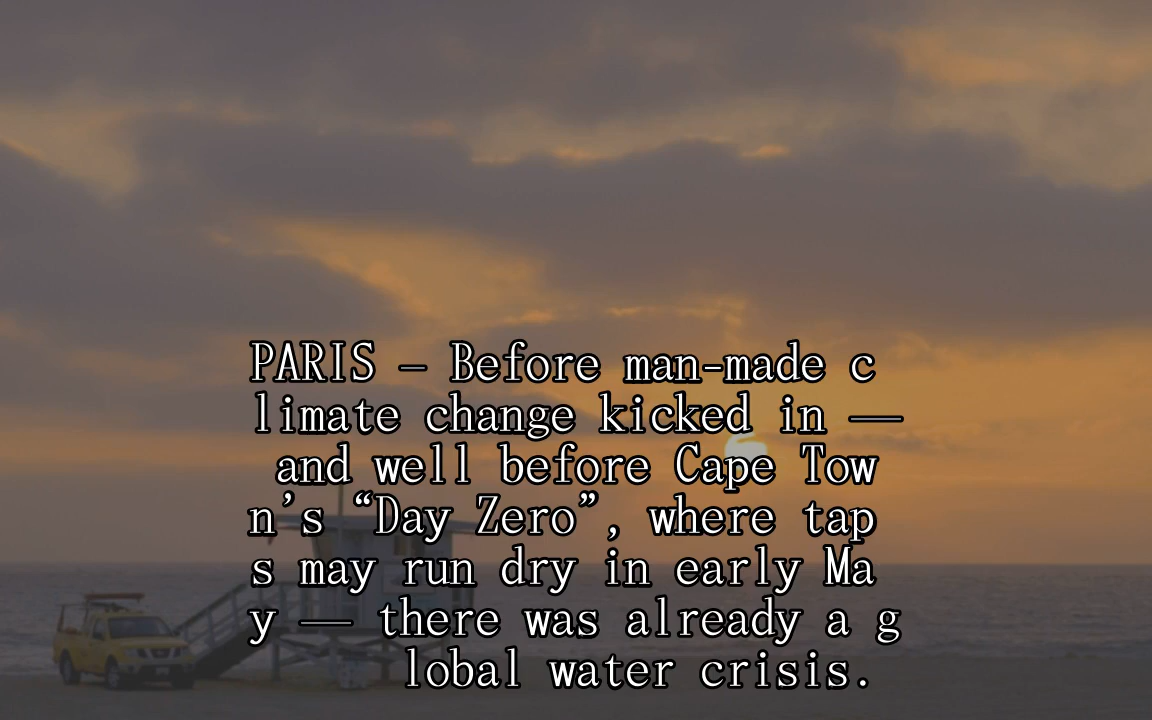 PARIS – Before man-made c
limate change kicked in —
and well before Cape Tow
n’s “Day Zero”, where tap
s may run dry in early Ma
y — there was already a g
lobal water crisis.